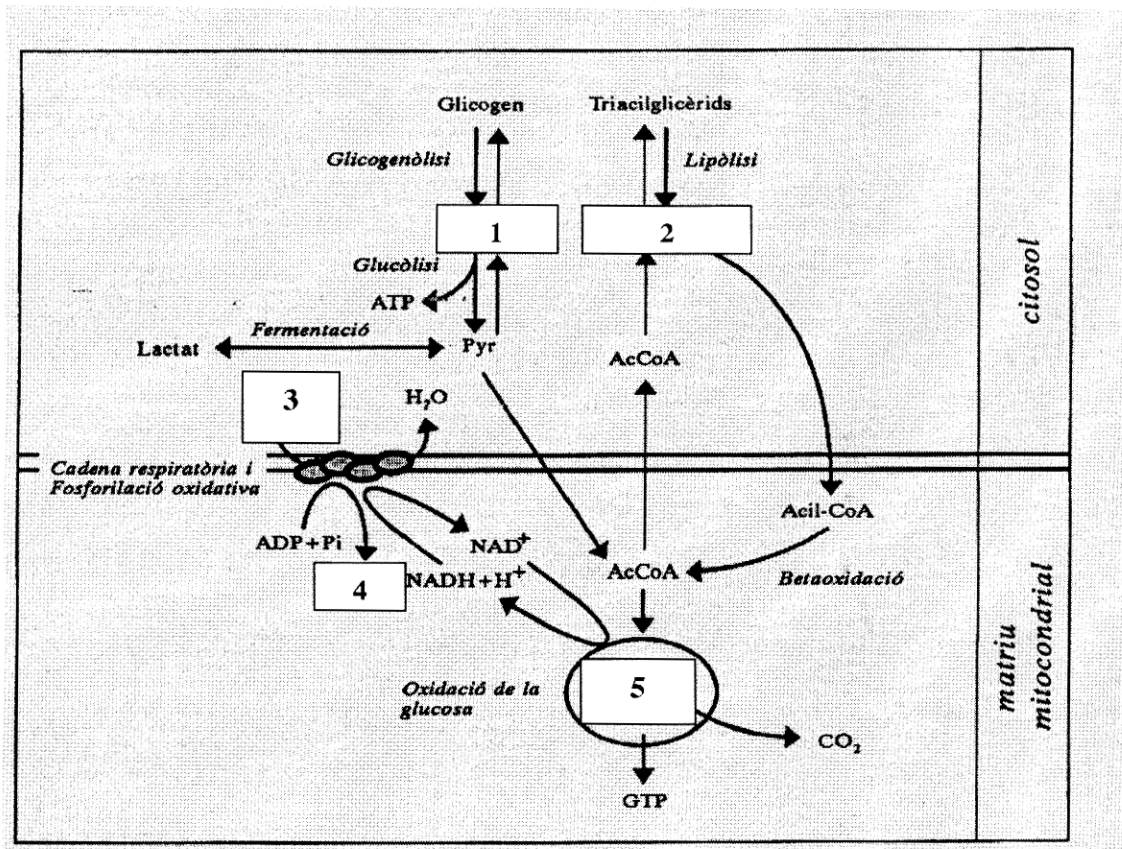 Glicogen
Triacilglicèrids
Glicogenòlisi
Lipòlisi
1
2
Glucòlisi
ATP
Fermentació
Lactat
Pyr
AcCoA
citosol
3
H₂O
Cadena respiratòria i
Fosforilació oxidativa
Acil-CoA
ADP+Pi
NAD⁺
4
NADH+H⁺
AcCoA
Betaoxidació
matriu
mitocondrial
Oxidació de la
glucosa
5
CO₂
GTP